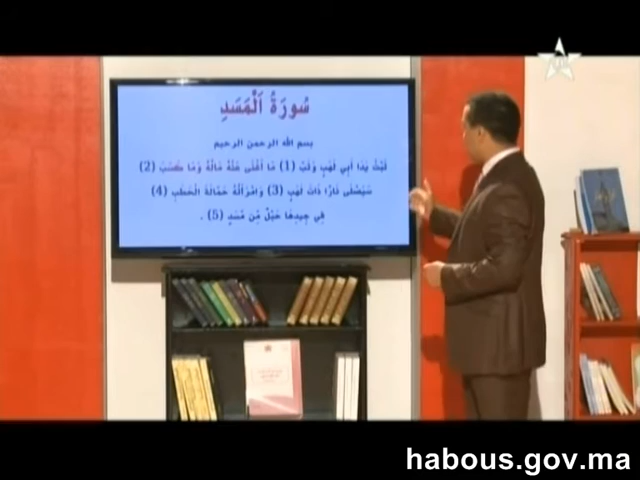 سُورَةُ ٱلْمَسَدِ
بسم الله الرحمن الرحيم
تَبَّتْ يَدَا أَبِي لَهَبٍ وَتَبَّ (1) مَا أَغْنَى عَنْهُ مَالُهُ وَمَا كَسَبَ (2)
سَيَصْلَى نَارًا ذَاتَ لَهَبٍ (3) وَامْرَأَتُهُ حَمَّالَةَ الْحَطَبِ (4)
فِي جِيدِهَا حَبْلٌ مِّن مَّسَدٍ (5) .
habous.gov.ma